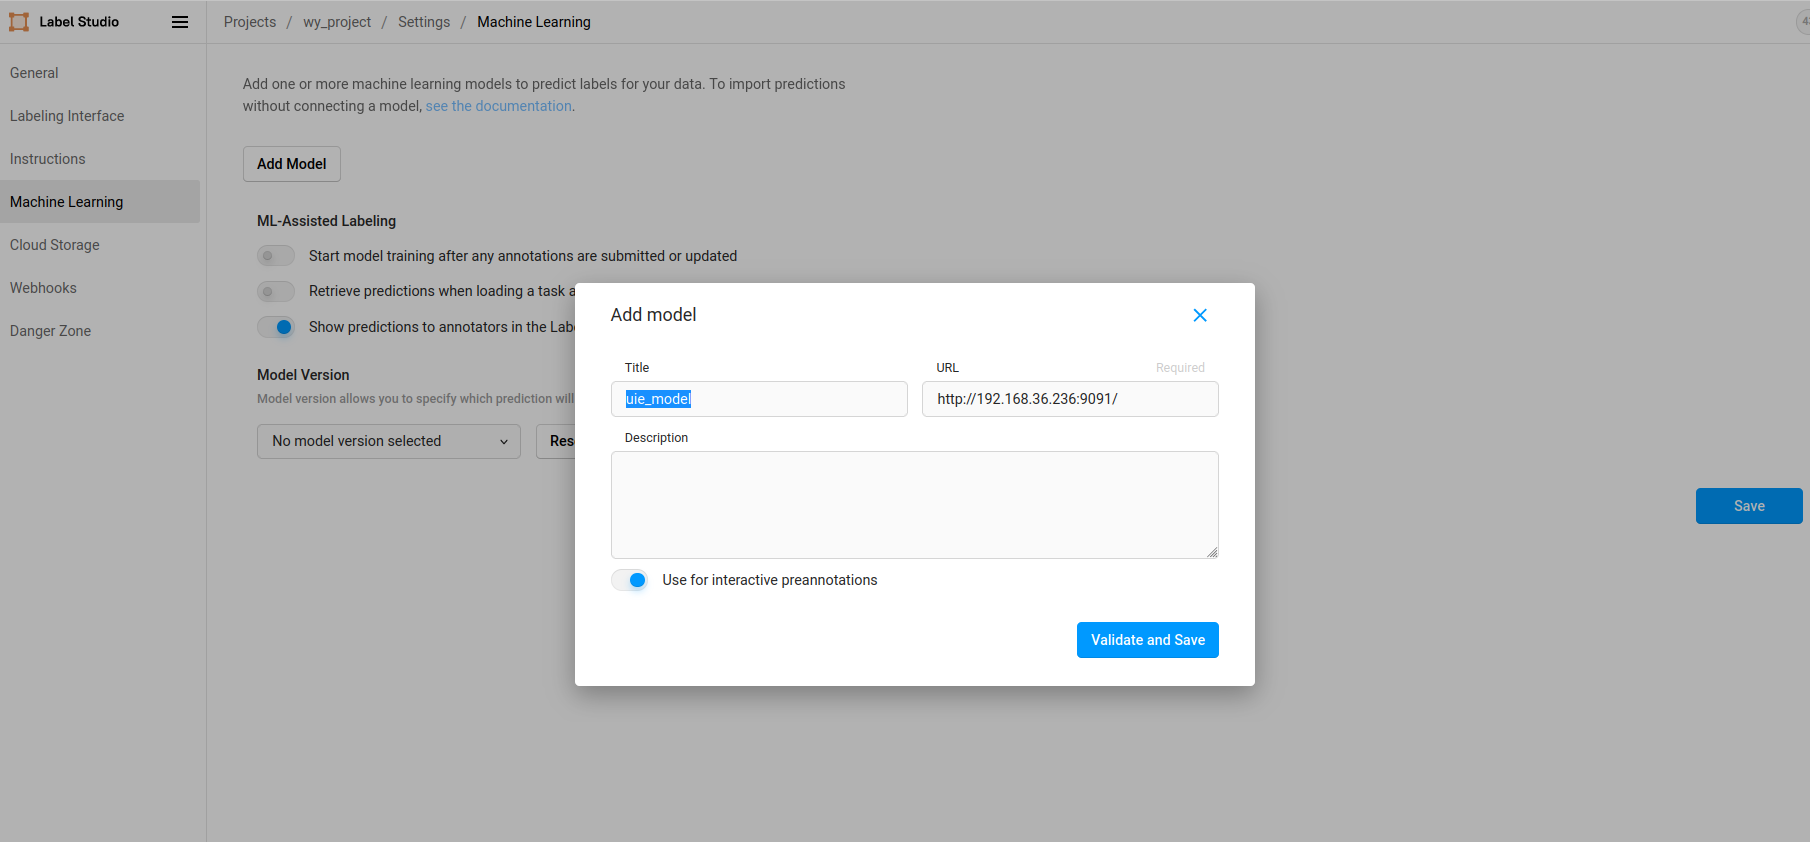 Label Studio
Projects / wy_project / Settings / Machine Learning
General
Labeling Interface
Instructions
Machine Learning
Cloud Storage
Webhooks
Danger Zone
Add one or more machine learning models to predict labels for your data. To import predictions
without connecting a model, see the documentation.
Add Model
ML-Assisted Labeling
Start model training after any annotations are submitted or updated
Retrieve predictions when loading a task
Show predictions to annotators in the
Model Version
Model version allows you to specify which prediction will
No model version selected
Save
Add model
Title
URL
Required
uie_model
http://192.168.36.236:9091/
Description
Use for interactive preannotations
Validate and Save